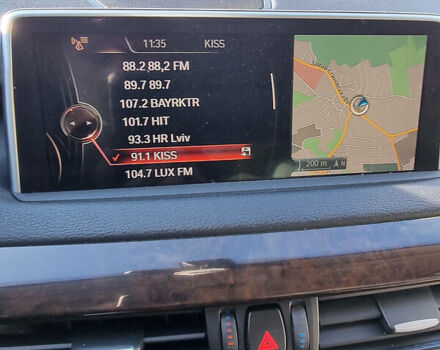 11:35 KISS
88.2 88,2 FM
89.7 89.7
107.2 BAYRKTR
101.7 HIT
93.3 HR Lviv
91.1 KISS
104.7 LUX FM
200 m N